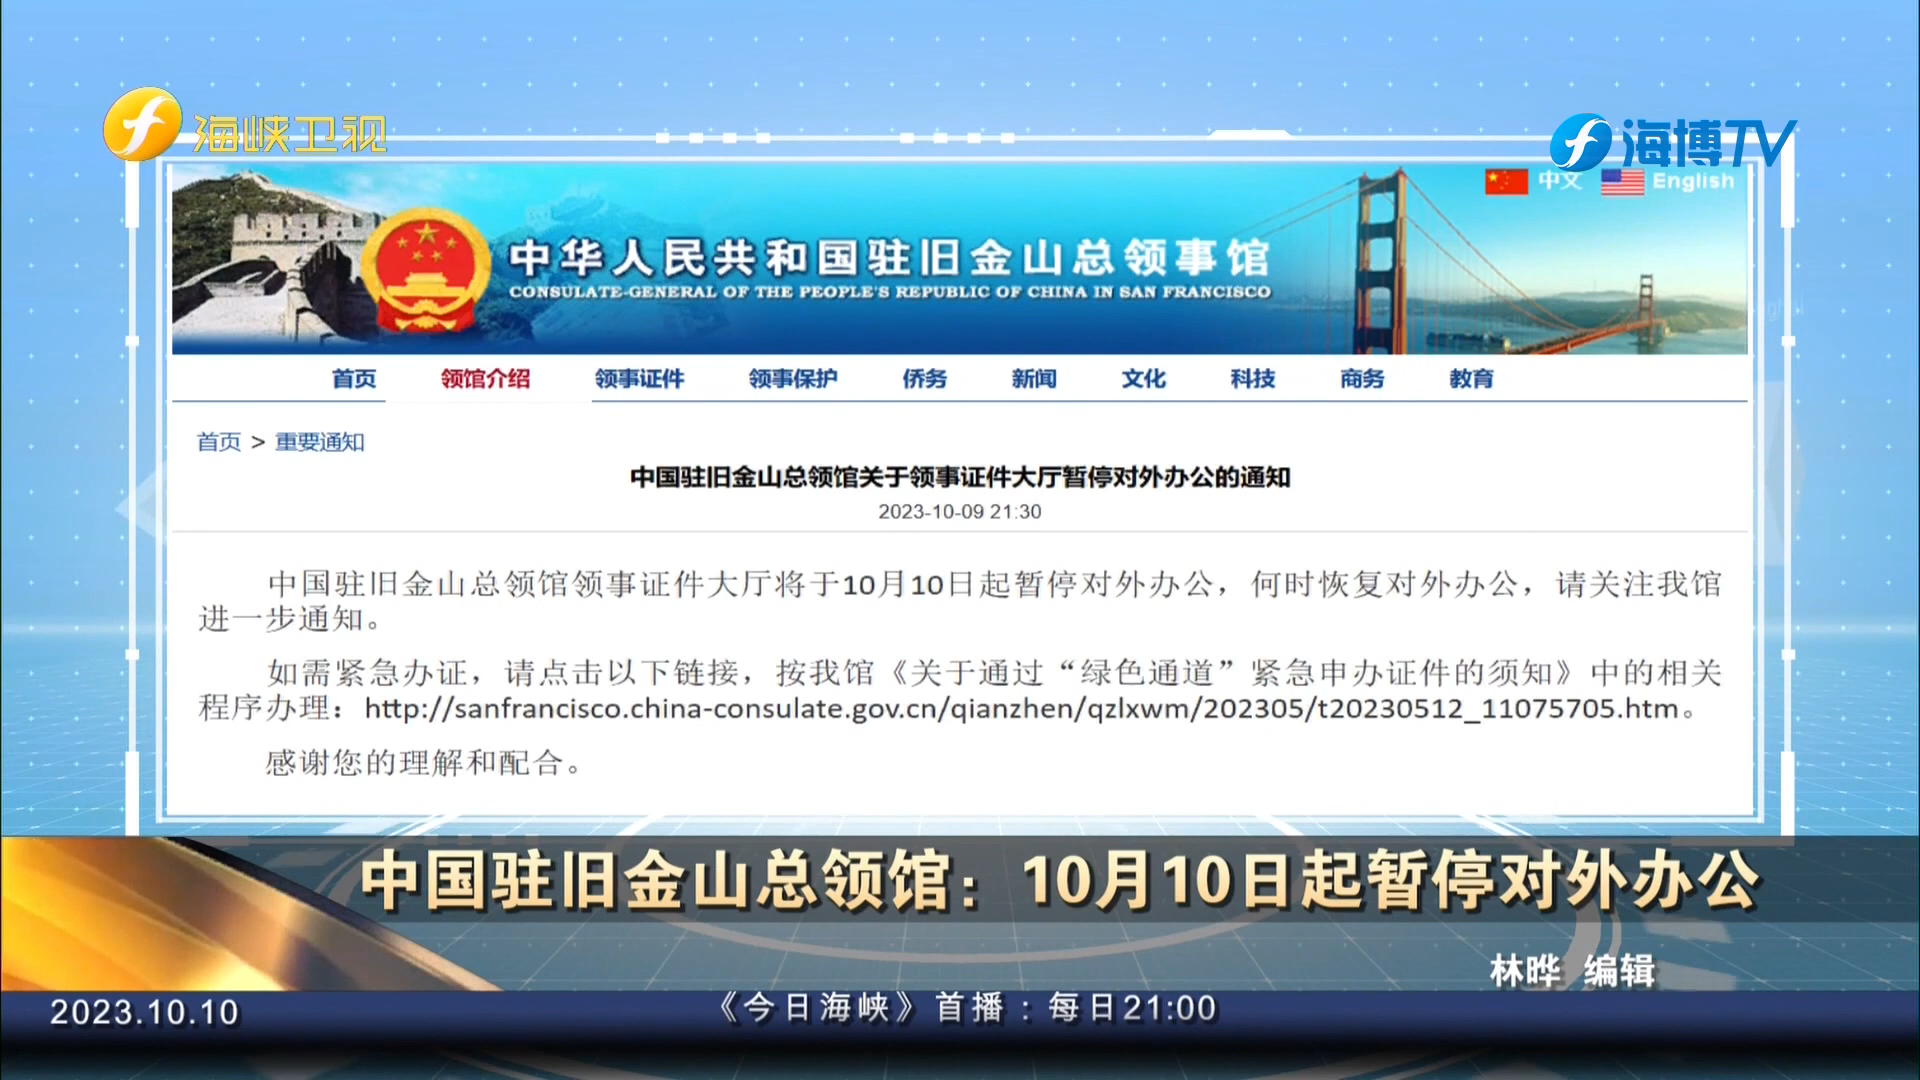 海峡卫视
海博TV
中文 English
中华人民共和国驻旧金山总领事馆
CONSULATE-GENERAL OF THE PEOPLE'S REPUBLIC OF CHINA IN SAN FRANCISCO
首页 领馆介绍 领事证件 领事保护 侨务 新闻 文化 科技 商务 教育
首页 > 重要通知
中国驻旧金山总领馆关于领事证件大厅暂停对外办公的通知
2023-10-09 21:30
中国驻旧金山总领馆领事证件大厅将于10月10日起暂停对外办公，何时恢复对外办公，请关注我馆
进一步通知。
如需紧急办证，请点击以下链接，按我馆《关于通过“绿色通道”紧急申办证件的须知》中的相关
程序办理：http://sanfrancisco.china-consulate.gov.cn/qianzhen/qzlxwm/202305/t20230512_11075705.htm。
感谢您的理解和配合。
中国驻旧金山总领馆：10月10日起暂停对外办公
林晔 编辑
2023.10.10
《今日海峡》首播：每日21:00